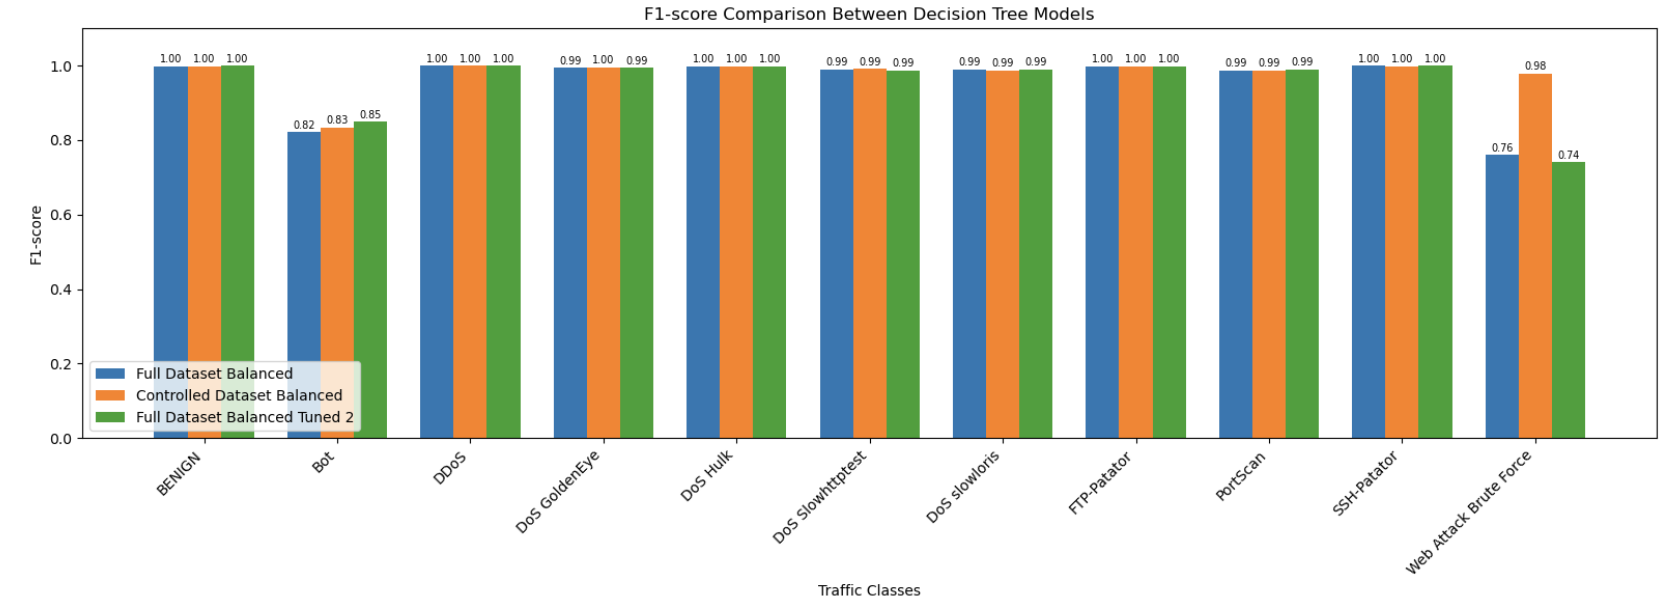 F1-score Comparison Between Decision Tree Models
F1-score
1.0
0.8
0.6
0.4
0.2
0.0
1.00 1.00 1.00
0.82 0.83 0.85
1.00 1.00 1.00
0.99 1.00 0.99
1.00 1.00 1.00
0.99 0.99 0.99
0.99 0.99 0.99
1.00 1.00 1.00
0.99 0.99 0.99
1.00 1.00 1.00
0.76 0.98 0.74
Full Dataset Balanced
Controlled Dataset Balanced
Full Dataset Balanced Tuned 2
BENIGN
Bot
DDoS
DoS GoldenEye
DoS Hulk
DoS Slowhttptest
DoS slowloris
FTP-Patator
PortScan
SSH-Patator
Web Attack Brute Force
Traffic Classes